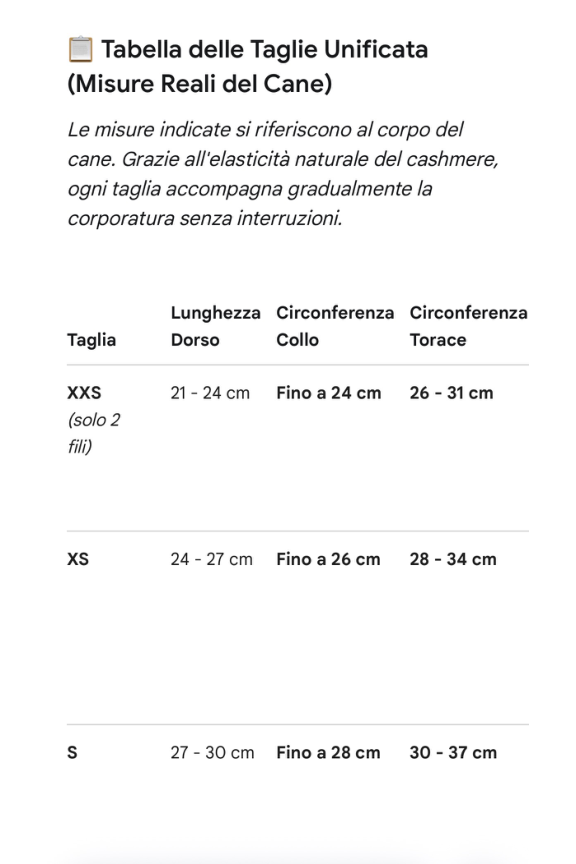 📋 Tabella delle Taglie Unificata
(Misure Reali del Cane)
Le misure indicate si riferiscono al corpo del
cane. Grazie all'elasticità naturale del cashmere,
ogni taglia accompagna gradualmente la
corporatura senza interruzioni.
Taglia Lunghezza Dorso Circonferenza Collo Circonferenza Torace
XXS 21 - 24 cm Fino a 24 cm 26 - 31 cm
(solo 2
fili)
XS 24 - 27 cm Fino a 26 cm 28 - 34 cm
S 27 - 30 cm Fino a 28 cm 30 - 37 cm